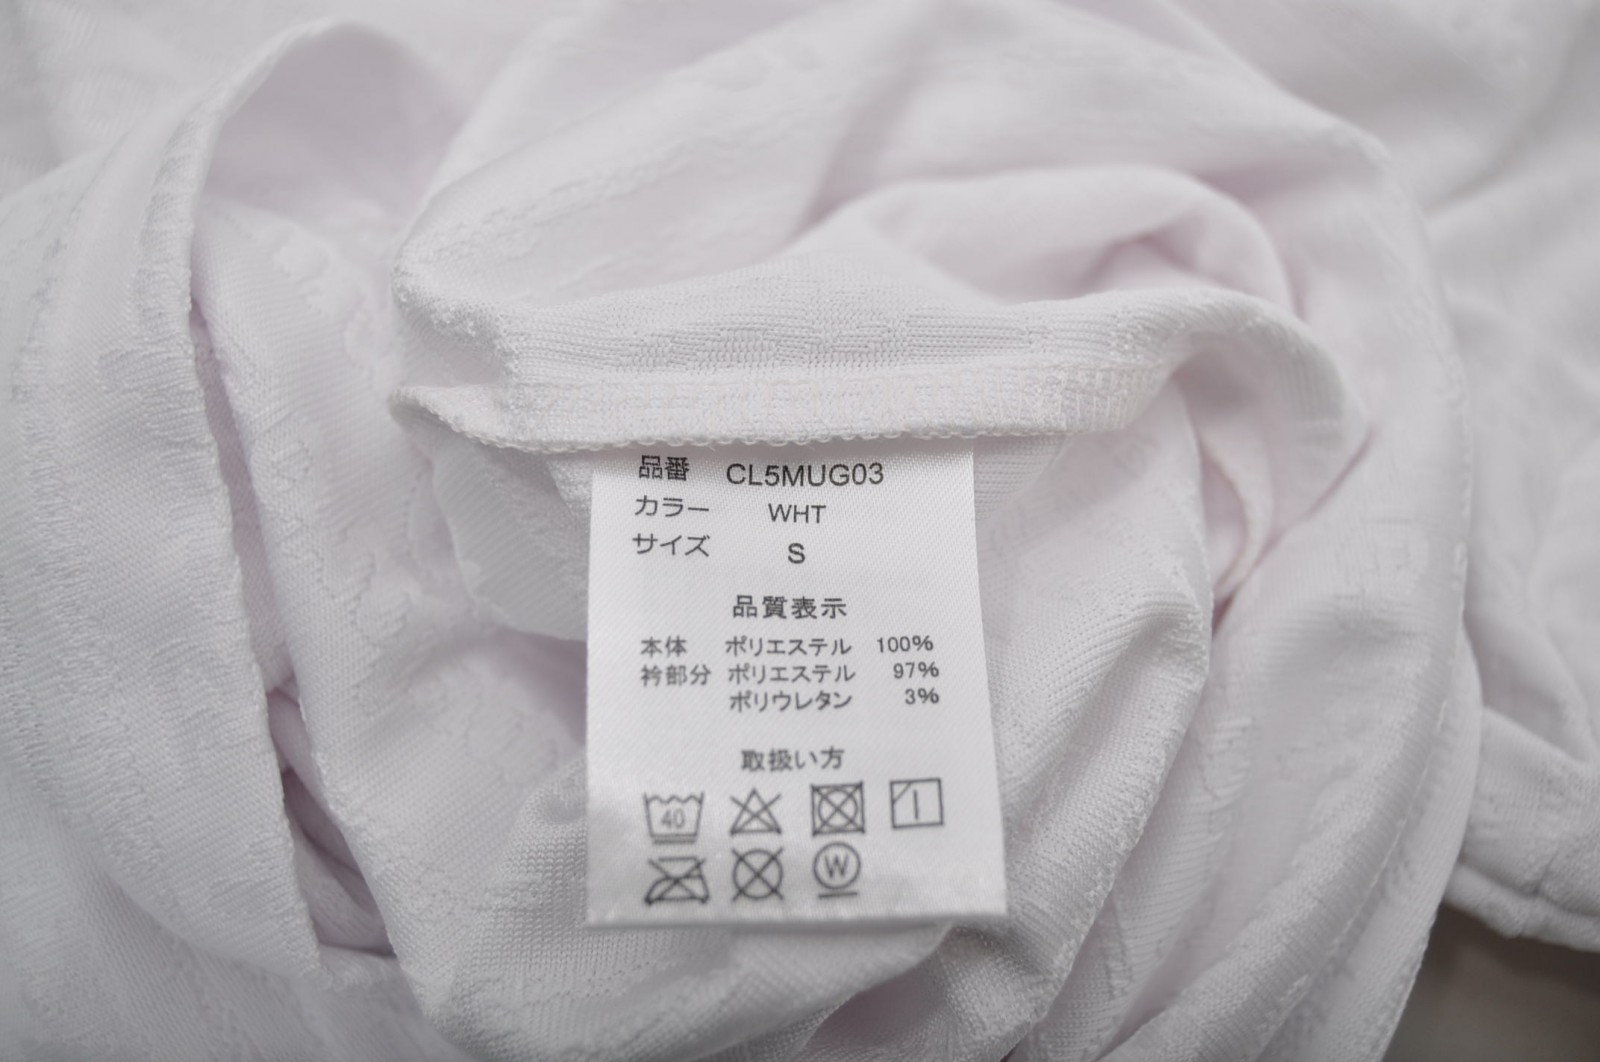 品番 CL5MUG03
カラー WHT
サイズ S
品質表示
本体 ポリエステル 100%
衿部分 ポリエステル 97%
ポリウレタン 3%
取扱い方
40
W